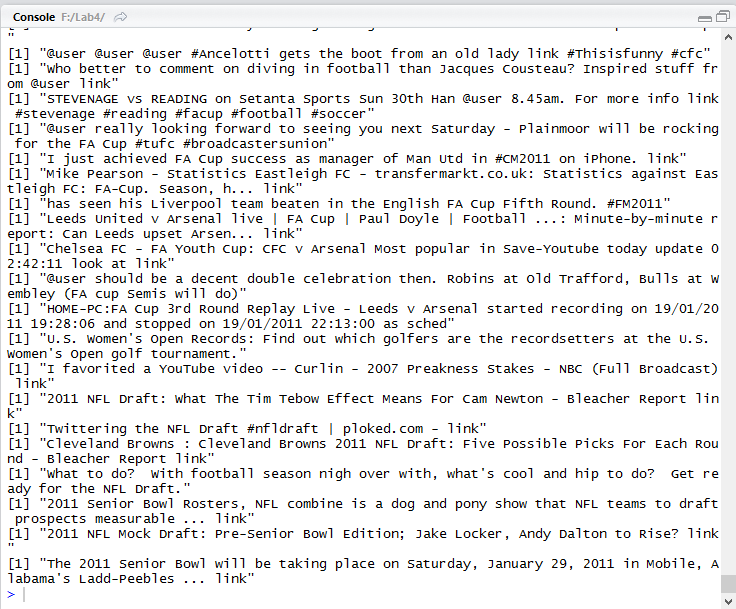 Console F:/Lab4/
"
[1] "@user @user @user #Ancelotti gets the boot from an old lady link #Thisisfunny #cfc"
[1] "Who better to comment on diving in football than Jacques Cousteau? Inspired stuff fr
om @user link"
[1] "STEVENAGE vs READING on Setanta Sports Sun 30th Han @user 8.45am. For more info link
 #stevenage #reading #facup #football #soccer"
[1] "@user really looking forward to seeing you next Saturday - Plainmoor will be rocking
 for the FA Cup #tufc #broadcastersunion"
[1] "I just achieved FA Cup success as manager of Man Utd in #CM2011 on iPhone. link"
[1] "Mike Pearson - Statistics Eastleigh FC - transfermarkt.co.uk: Statistics against Eas
tleigh FC: FA-Cup. Season, h... link"
[1] "has seen his Liverpool team beaten in the English FA Cup Fifth Round. #FM2011"
[1] "Leeds United v Arsenal live | FA Cup | Paul Doyle | Football ...: Minute-by-minute r
eport: Can Leeds upset Arsen... link"
[1] "Chelsea FC - FA Youth Cup: CFC v Arsenal Most popular in Save-Youtube today update 0
2:42:11 look at link"
[1] "@user should be a decent double celebration then. Robins at Old Trafford, Bulls at W
embley (FA cup Semis will do)"
[1] "HOME-PC:FA Cup 3rd Round Replay Live - Leeds v Arsenal started recording on 19/01/20
11 19:28:06 and stopped on 19/01/2011 22:13:00 as sched"
[1] "U.S. Women's Open Records: Find out which golfers are the recordsetters at the U.S. 
Women's Open golf tournament."
[1] "I favorited a YouTube video -- Curlin - 2007 Preakness Stakes - NBC (Full Broadcast)
 link"
[1] "2011 NFL Draft: What The Tim Tebow Effect Means For Cam Newton - Bleacher Report lin
k"
[1] "Twittering the NFL Draft #nfldraft | ploked.com - link"
[1] "Cleveland Browns : Cleveland Browns 2011 NFL Draft: Five Possible Picks For Each Rou
nd - Bleacher Report link"
[1] "What to do?  With football season nigh over with, what's cool and hip to do?  Get re
ady for the NFL Draft."
[1] "2011 Senior Bowl Rosters, NFL combine is a dog and pony show that NFL teams to draft
 prospects measurable ... link"
[1] "2011 NFL Mock Draft: Pre-Senior Bowl Edition; Jake Locker, Andy Dalton to Rise? link
"
[1] "The 2011 Senior Bowl will be taking place on Saturday, January 29, 2011 in Mobile, A
labama's Ladd-Peebles ... link"
>